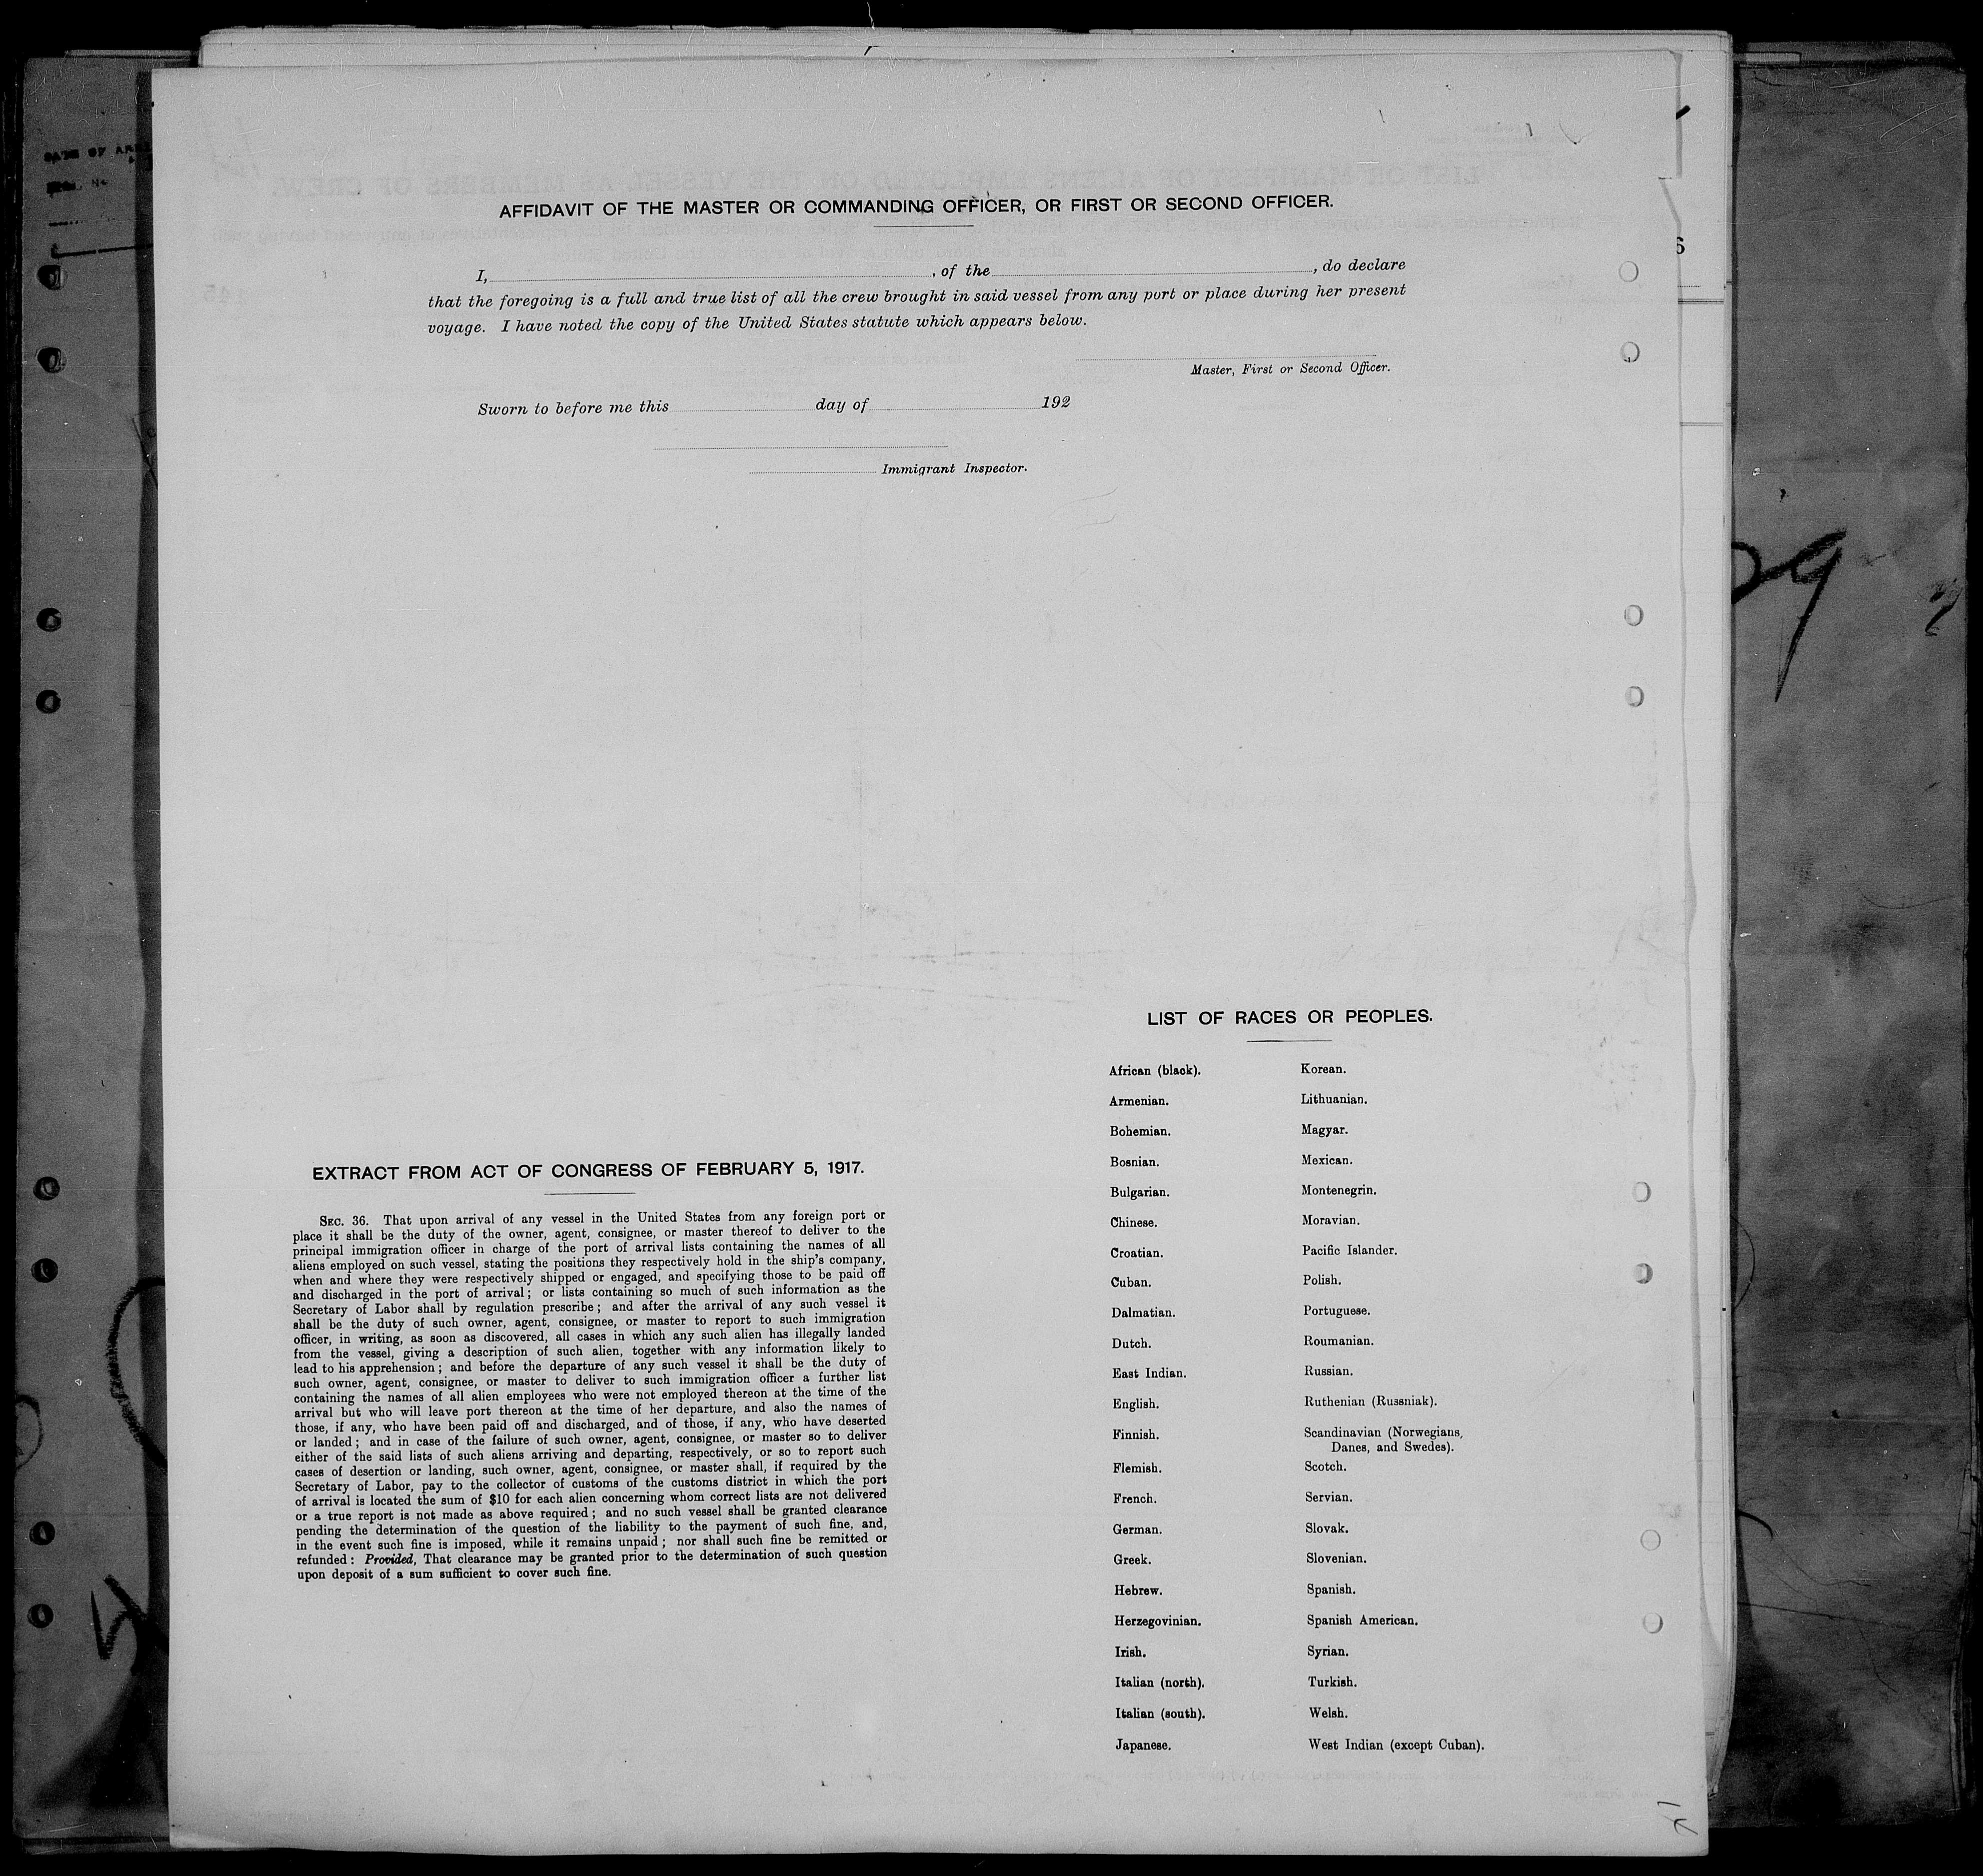 AFFIDAVIT OF THE MASTER OR COMMANDING OFFICER, OR FIRST OR SECOND OFFICER.
I, , of the , do declare
that the foregoing is a full and true list of all the crew brought in said vessel from any port or place during her present
voyage. I have noted the copy of the United States statute which appears below.
Master, First or Second Officer.
Sworn to before me this day of 192
Immigrant Inspector.
EXTRACT FROM ACT OF CONGRESS OF FEBRUARY 5, 1917.
SEC. 36. That upon arrival of any vessel in the United States from any foreign port or
place it shall be the duty of the owner, agent, consignee, or master thereof to deliver to the
principal immigration officer in charge of the port of arrival lists containing the names of all
aliens employed on such vessel, stating the positions they respectively hold in the ship's company,
when and where they were respectively shipped or engaged, and specifying those to be paid off
and discharged in the port of arrival; or lists containing so much of such information as the
Secretary of Labor shall by regulation prescribe; and after the arrival of any such vessel it
shall be the duty of such owner, agent, consignee, or master to report to such immigration
officer, in writing, as soon as discovered, all cases in which any such alien has illegally landed
from the vessel, giving a description of such alien, together with any information likely to
lead to his apprehension; and before the departure of any such vessel it shall be the duty of
such owner, agent, consignee, or master to deliver to such immigration officer a further list
containing the names of all alien employees who were not employed thereon at the time of the
arrival but who will leave port thereon at the time of her departure, and also the names of
those, if any, who have been paid off and discharged, and of those, if any, who have deserted
or landed; and in case of the failure of such owner, agent, consignee, or master so to deliver
either of the said lists of such aliens arriving and departing, respectively, or so to report such
cases of desertion or landing, such owner, agent, consignee, or master shall, if required by the
Secretary of Labor, pay to the collector of customs of the customs district in which the port
of arrival is located the sum of $10 for each alien concerning whom correct lists are not delivered
or a true report is not made as above required; and no such vessel shall be granted clearance
pending the determination of the question of the liability to the payment of such fine, and,
in the event such fine is imposed, while it remains unpaid; nor shall such fine be remitted or
refunded: Provided, That clearance may be granted prior to the determination of such question
upon deposit of a sum sufficient to cover such fine.
LIST OF RACES OR PEOPLES.
African (black).
Armenian.
Bohemian.
Bosnian.
Bulgarian.
Chinese.
Croatian.
Cuban.
Dalmatian.
Dutch.
East Indian.
English.
Finnish.
Flemish.
French.
German.
Greek.
Hebrew.
Herzegovinian.
Irish.
Italian (north).
Italian (south).
Japanese.
Korean.
Lithuanian.
Magyar.
Mexican.
Montenegrin.
Moravian.
Pacific Islander.
Polish.
Portuguese.
Roumanian.
Russian.
Ruthenian (Russniak).
Scandinavian (Norwegians,
Danes, and Swedes).
Scotch.
Servian.
Slovak.
Slovenian.
Spanish.
Spanish American.
Syrian.
Turkish.
Welsh.
West Indian (except Cuban).